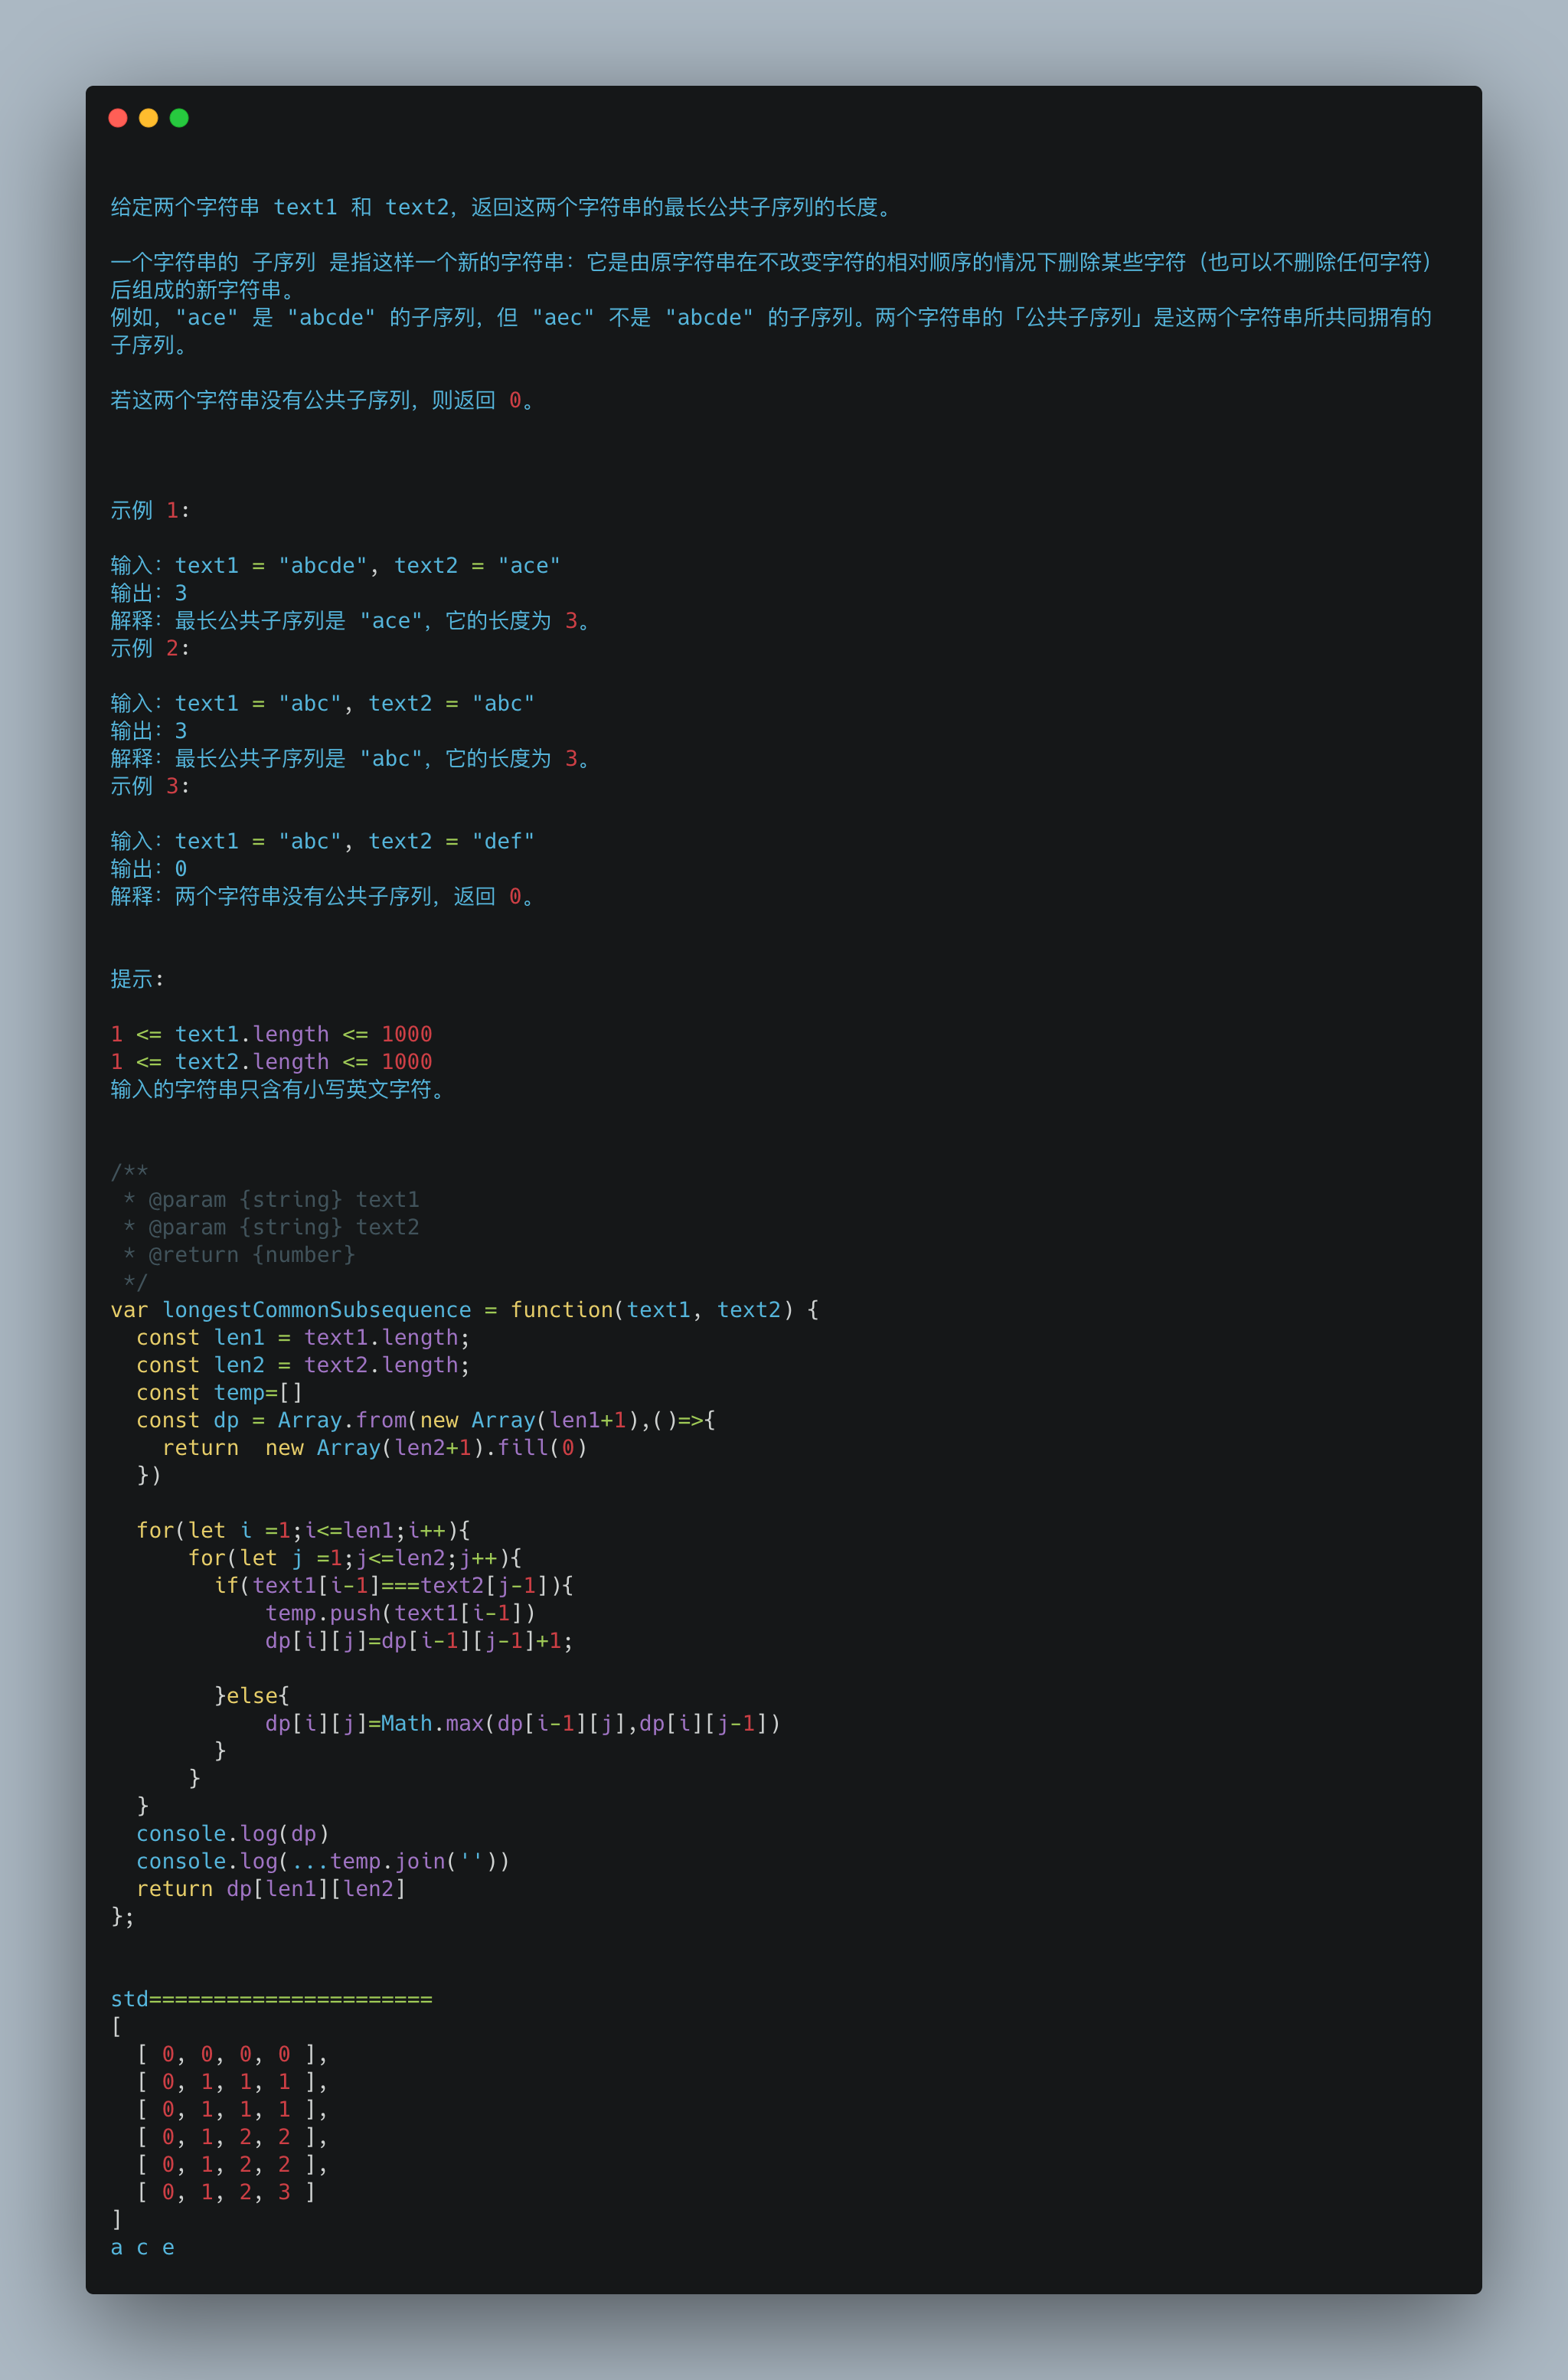 给定两个字符串 text1 和 text2，返回这两个字符串的最长公共子序列的长度。
一个字符串的 子序列 是指这样一个新的字符串：它是由原字符串在不改变字符的相对顺序的情况下删除某些字符（也可以不删除任何字符）
后组成的新字符串。
例如，"ace" 是 "abcde" 的子序列，但 "aec" 不是 "abcde" 的子序列。两个字符串的「公共子序列」是这两个字符串所共同拥有的
子序列。
若这两个字符串没有公共子序列，则返回 0。
示例 1:
输入：text1 = "abcde", text2 = "ace"
输出：3
解释：最长公共子序列是 "ace"，它的长度为 3。
示例 2:
输入：text1 = "abc", text2 = "abc"
输出：3
解释：最长公共子序列是 "abc"，它的长度为 3。
示例 3:
输入：text1 = "abc", text2 = "def"
输出：0
解释：两个字符串没有公共子序列，返回 0。
提示:
1 <= text1.length <= 1000
1 <= text2.length <= 1000
输入的字符串只含有小写英文字符。
/**
 * @param {string} text1
 * @param {string} text2
 * @return {number}
 */
var longestCommonSubsequence = function(text1, text2) {
  const len1 = text1.length;
  const len2 = text2.length;
  const temp=[]
  const dp = Array.from(new Array(len1+1),()=>{
    return  new Array(len2+1).fill(0)
  })
  for(let i =1;i<=len1;i++){
      for(let j =1;j<=len2;j++){
        if(text1[i-1]===text2[j-1]){
            temp.push(text1[i-1])
            dp[i][j]=dp[i-1][j-1]+1;
        }else{
            dp[i][j]=Math.max(dp[i-1][j],dp[i][j-1])
        }
      }
  }
  console.log(dp)
  console.log(...temp.join(''))
  return dp[len1][len2]
};
std======================
[
  [ 0, 0, 0, 0 ],
  [ 0, 1, 1, 1 ],
  [ 0, 1, 1, 1 ],
  [ 0, 1, 2, 2 ],
  [ 0, 1, 2, 2 ],
  [ 0, 1, 2, 3 ]
]
a c e